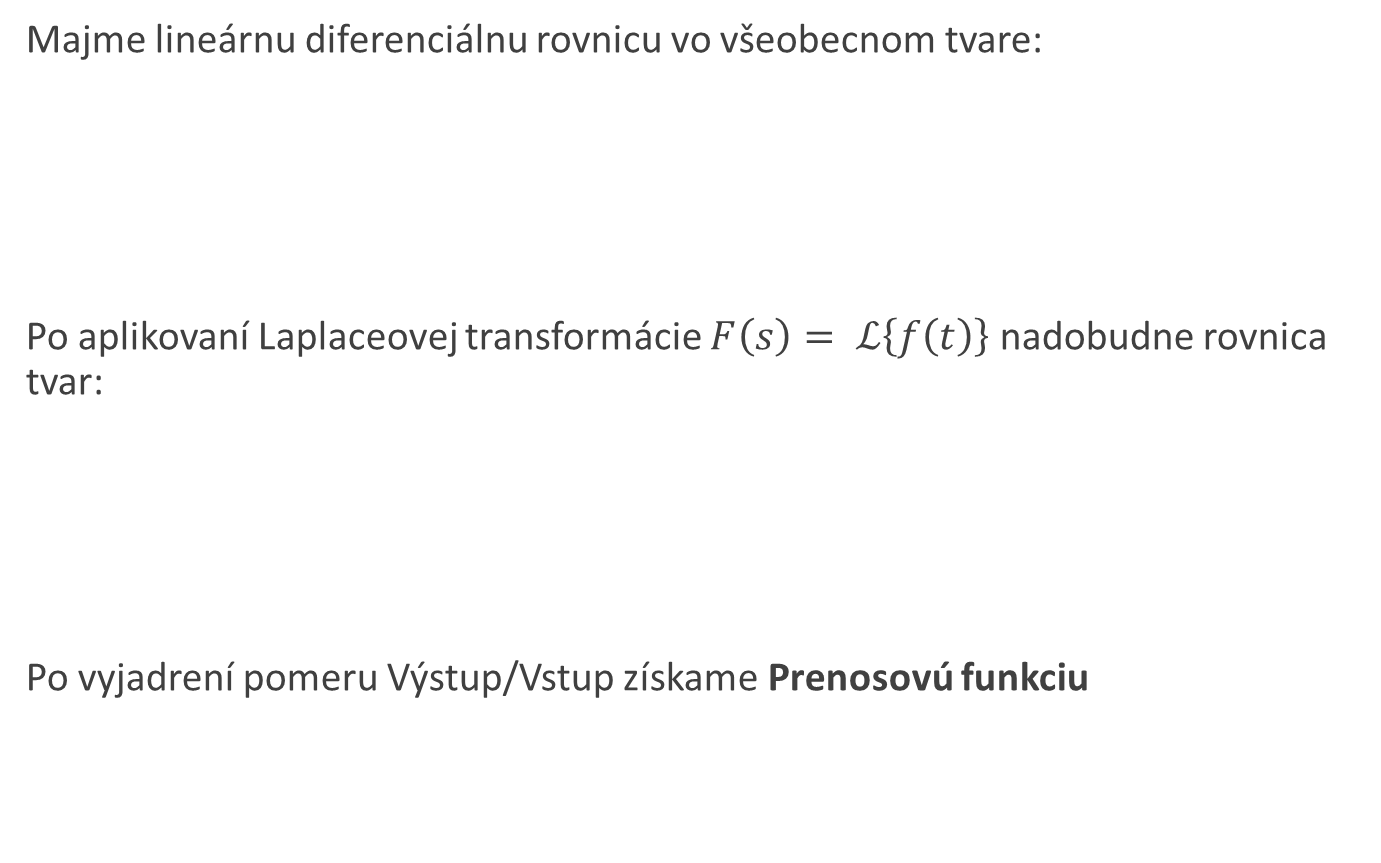 Majme lineárnu diferenciálnu rovnicu vo všeobecnom tvare:
Po aplikovaní Laplaceovej transformácie 𝐹(𝑠) = ℒ{𝑓(𝑡)} nadobudne rovnica
tvar:
Po vyjadrení pomeru Výstup/Vstup získame Prenosovú funkciu